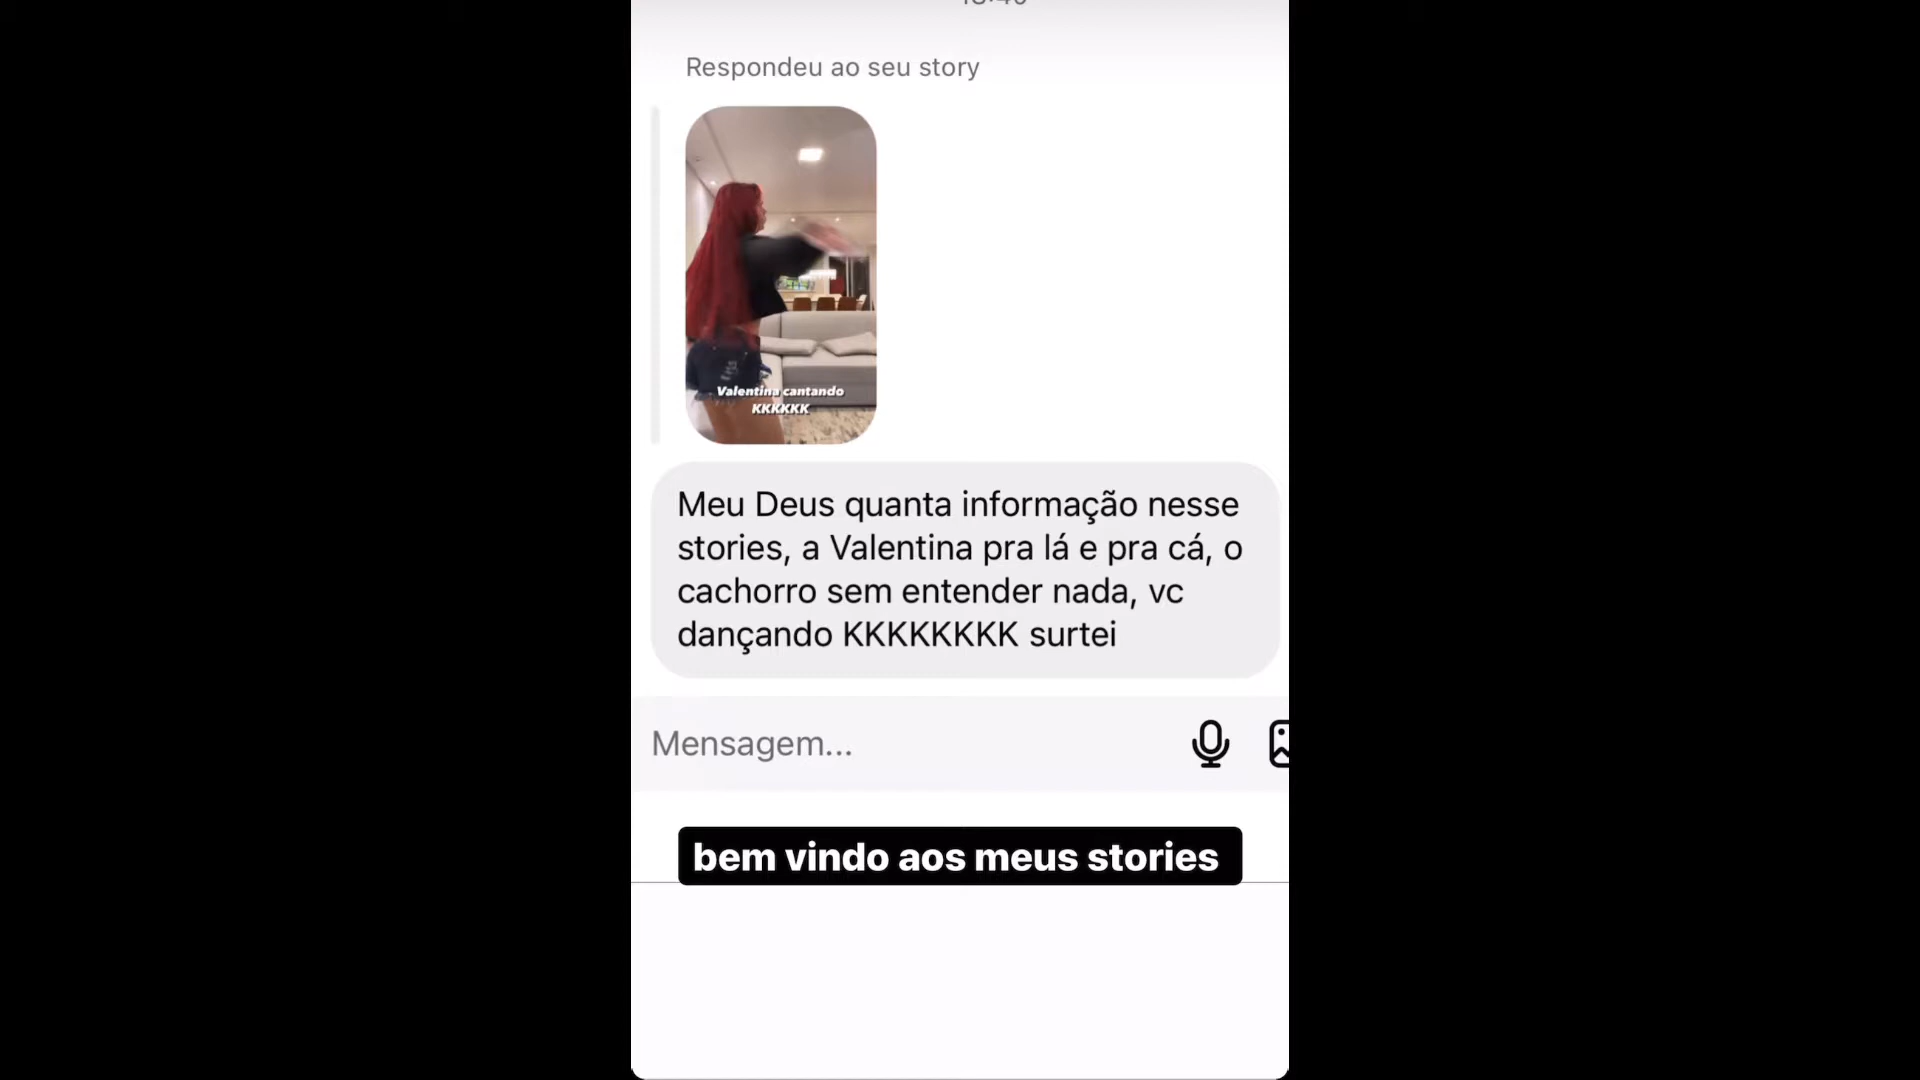 Respondeu ao seu story
Valentina cantando
KKKKKK
Meu Deus quanta informação nesse
stories, a Valentina pra lá e pra cá, o
cachorro sem entender nada, vc
dançando KKKKKKKK surtei
Mensagem...
bem vindo aos meus stories